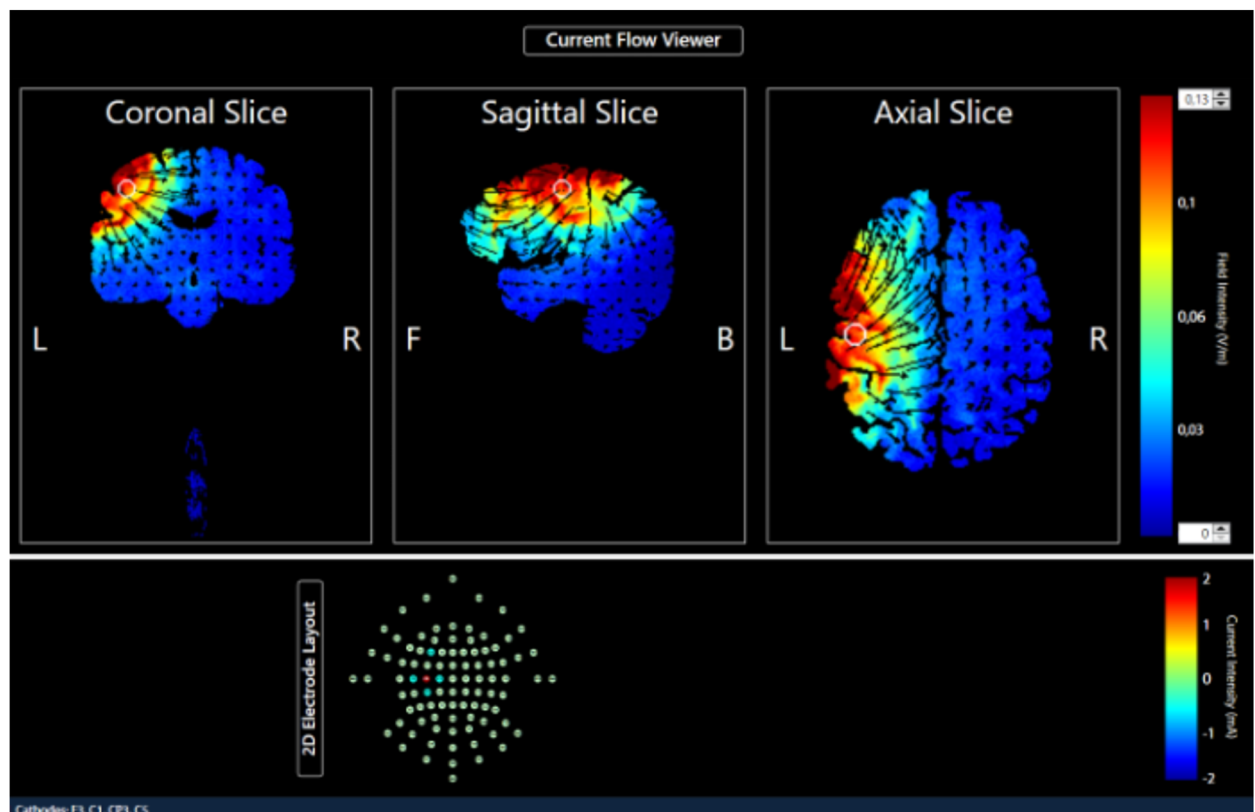 Current Flow Viewer
Coronal Slice
Sagittal Slice
Axial Slice
0,13
0,1
0,06
0,03
0
Field Intensity (V/m)
L
R
F
B
L
R
2D Electrode Layout
2
1
0
-1
-2
Current Intensity (mA)
Cathodes: F3, C1, CP3, C5